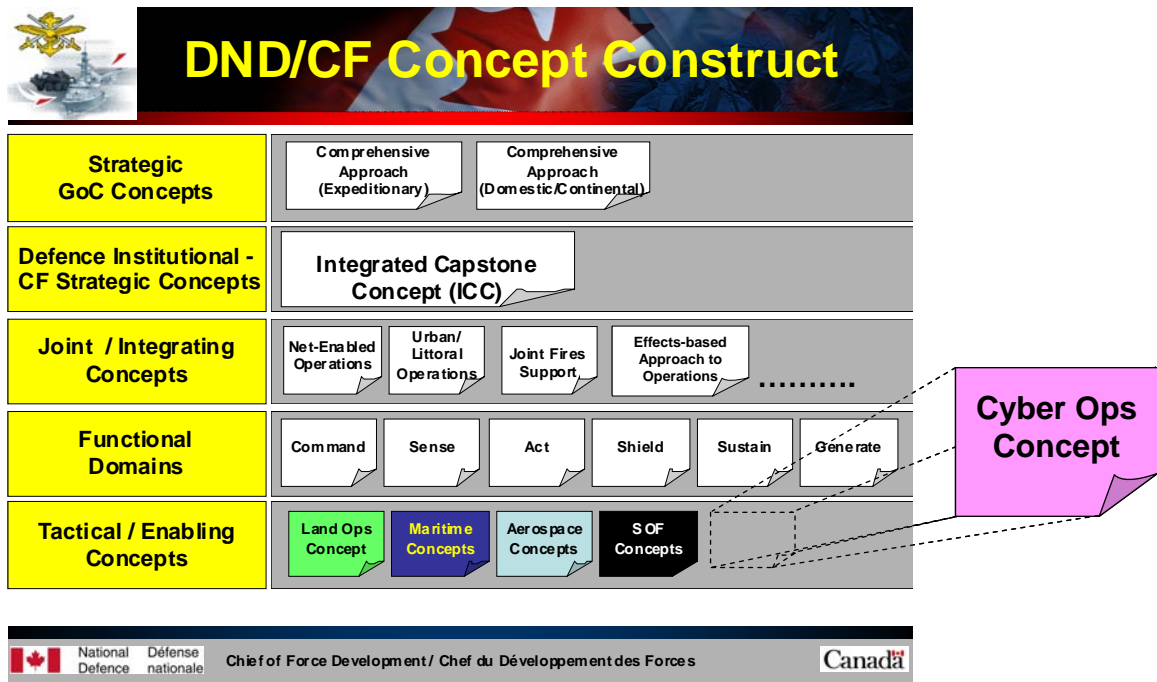 DND/CF Concept Construct
Strategic
GoC Concepts
Comprehensive
Approach
(Expeditionary)
Comprehensive
Approach
(Domestic/Continental)
Defence Institutional -
CF Strategic Concepts
Integrated Capstone
Concept (ICC)
Joint / Integrating
Concepts
Net-Enabled
Operations
Urban/
Littoral
Operations
Joint Fires
Support
Effects-based
Approach to
Operations
..........
Cyber Ops
Concept
Functional
Domains
Command
Sense
Act
Shield
Sustain
Generate
Tactical / Enabling
Concepts
Land Ops
Concept
Maritime
Concepts
Aerospace
Concepts
SOF
Concepts
National
Defence
Défense
nationale
Chief of Force Development / Chef du Développement des Forces
Canada